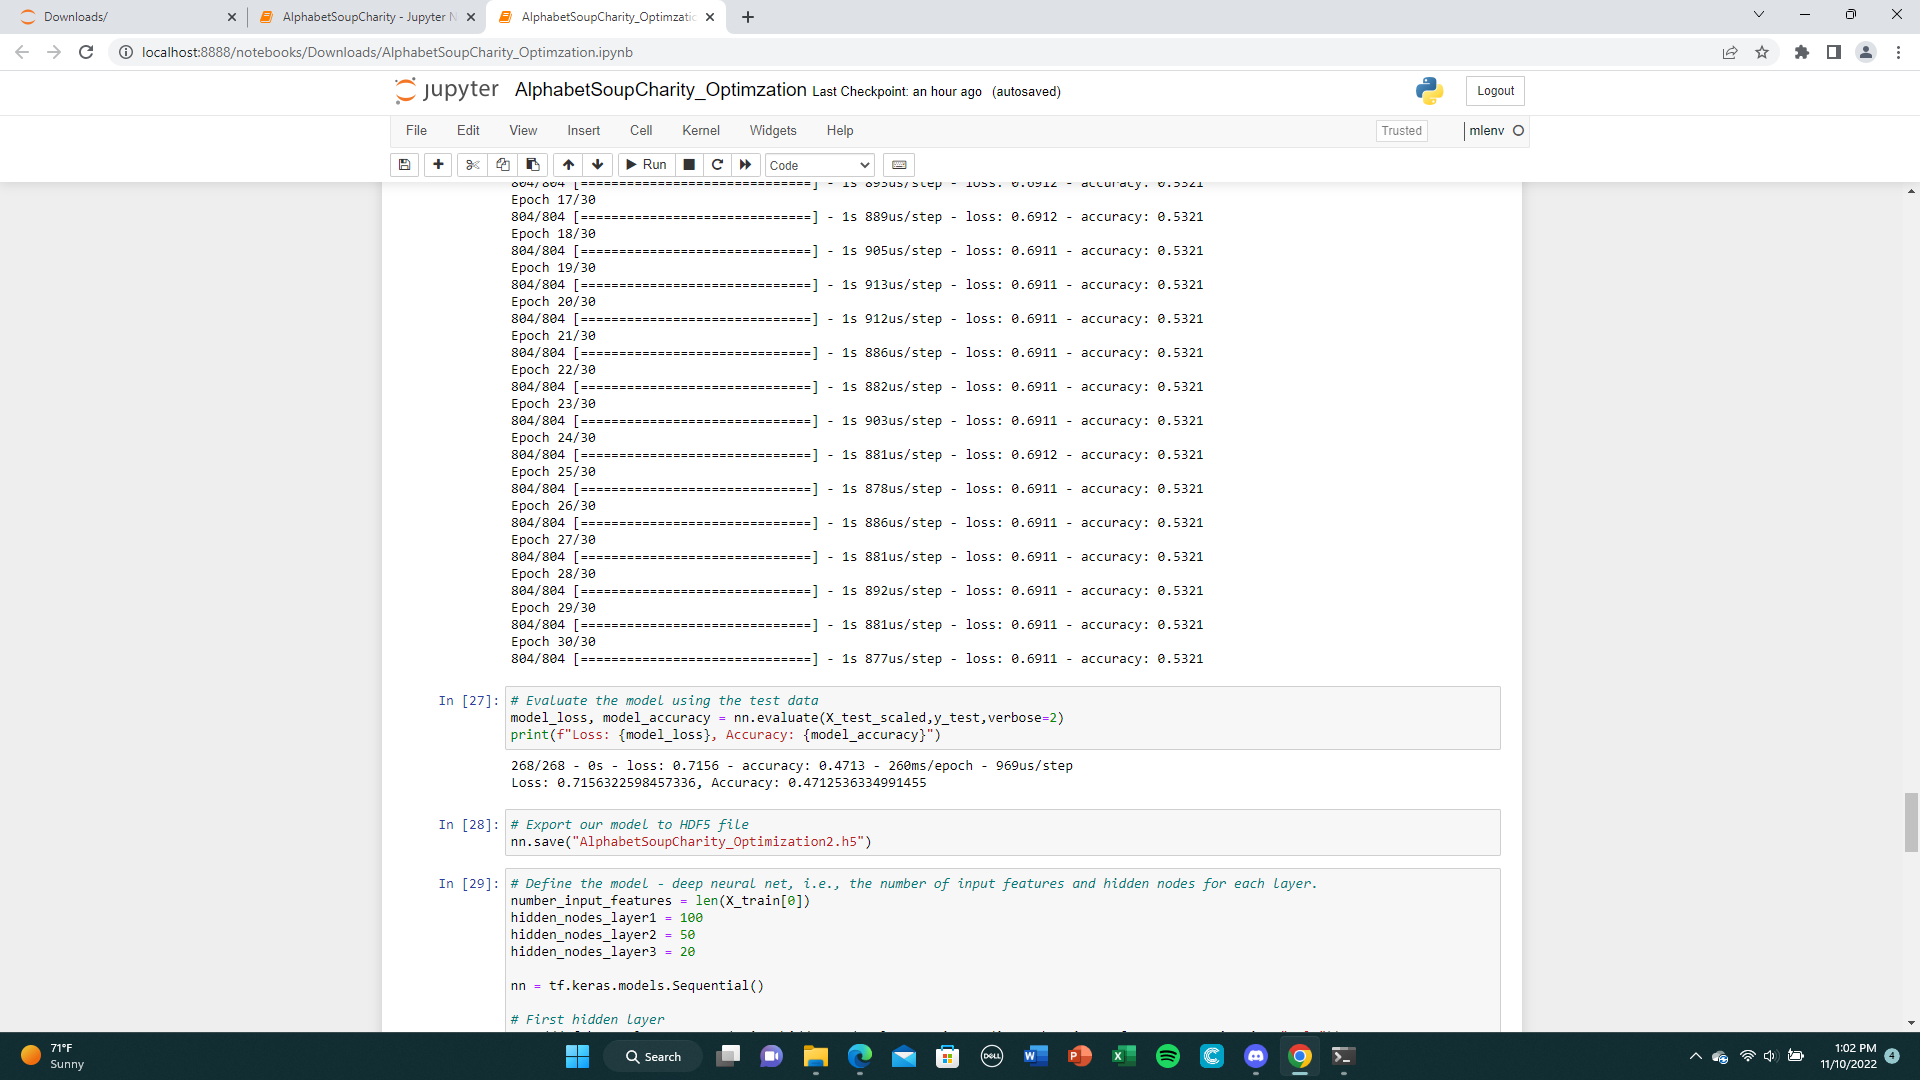 Downloads/
AlphabetSoupCharity - Jupyter N
AlphabetSoupCharity_Optimzatic
localhost:8888/notebooks/Downloads/AlphabetSoupCharity_Optimzation.ipynb
jupyter AlphabetSoupCharity_Optimzation Last Checkpoint: an hour ago (autosaved)
Logout
File Edit View Insert Cell Kernel Widgets Help
Trusted
mlenv
Run
Code
804/804 [==============================] - 1s 893us/step - loss: 0.6912 - accuracy: 0.5321
Epoch 17/30
804/804 [==============================] - 1s 889us/step - loss: 0.6912 - accuracy: 0.5321
Epoch 18/30
804/804 [==============================] - 1s 905us/step - loss: 0.6911 - accuracy: 0.5321
Epoch 19/30
804/804 [==============================] - 1s 913us/step - loss: 0.6911 - accuracy: 0.5321
Epoch 20/30
804/804 [==============================] - 1s 912us/step - loss: 0.6911 - accuracy: 0.5321
Epoch 21/30
804/804 [==============================] - 1s 886us/step - loss: 0.6911 - accuracy: 0.5321
Epoch 22/30
804/804 [==============================] - 1s 882us/step - loss: 0.6911 - accuracy: 0.5321
Epoch 23/30
804/804 [==============================] - 1s 903us/step - loss: 0.6911 - accuracy: 0.5321
Epoch 24/30
804/804 [==============================] - 1s 881us/step - loss: 0.6912 - accuracy: 0.5321
Epoch 25/30
804/804 [==============================] - 1s 878us/step - loss: 0.6911 - accuracy: 0.5321
Epoch 26/30
804/804 [==============================] - 1s 886us/step - loss: 0.6911 - accuracy: 0.5321
Epoch 27/30
804/804 [==============================] - 1s 881us/step - loss: 0.6911 - accuracy: 0.5321
Epoch 28/30
804/804 [==============================] - 1s 892us/step - loss: 0.6911 - accuracy: 0.5321
Epoch 29/30
804/804 [==============================] - 1s 881us/step - loss: 0.6911 - accuracy: 0.5321
Epoch 30/30
804/804 [==============================] - 1s 877us/step - loss: 0.6911 - accuracy: 0.5321
In [27]: # Evaluate the model using the test data
model_loss, model_accuracy = nn.evaluate(X_test_scaled,y_test,verbose=2)
print(f"Loss: {model_loss}, Accuracy: {model_accuracy}")
268/268 - 0s - loss: 0.7156 - accuracy: 0.4713 - 260ms/epoch - 969us/step
Loss: 0.7156322598457336, Accuracy: 0.4712536334991455
In [28]: # Export our model to HDF5 file
nn.save("AlphabetSoupCharity_Optimization2.h5")
In [29]: # Define the model - deep neural net, i.e., the number of input features and hidden nodes for each layer.
number_input_features = len(X_train[0])
hidden_nodes_layer1 = 100
hidden_nodes_layer2 = 50
hidden_nodes_layer3 = 20
nn = tf.keras.models.Sequential()
# First hidden layer
71°F
Sunny
Search
DELL
1:02 PM
11/10/2022
4